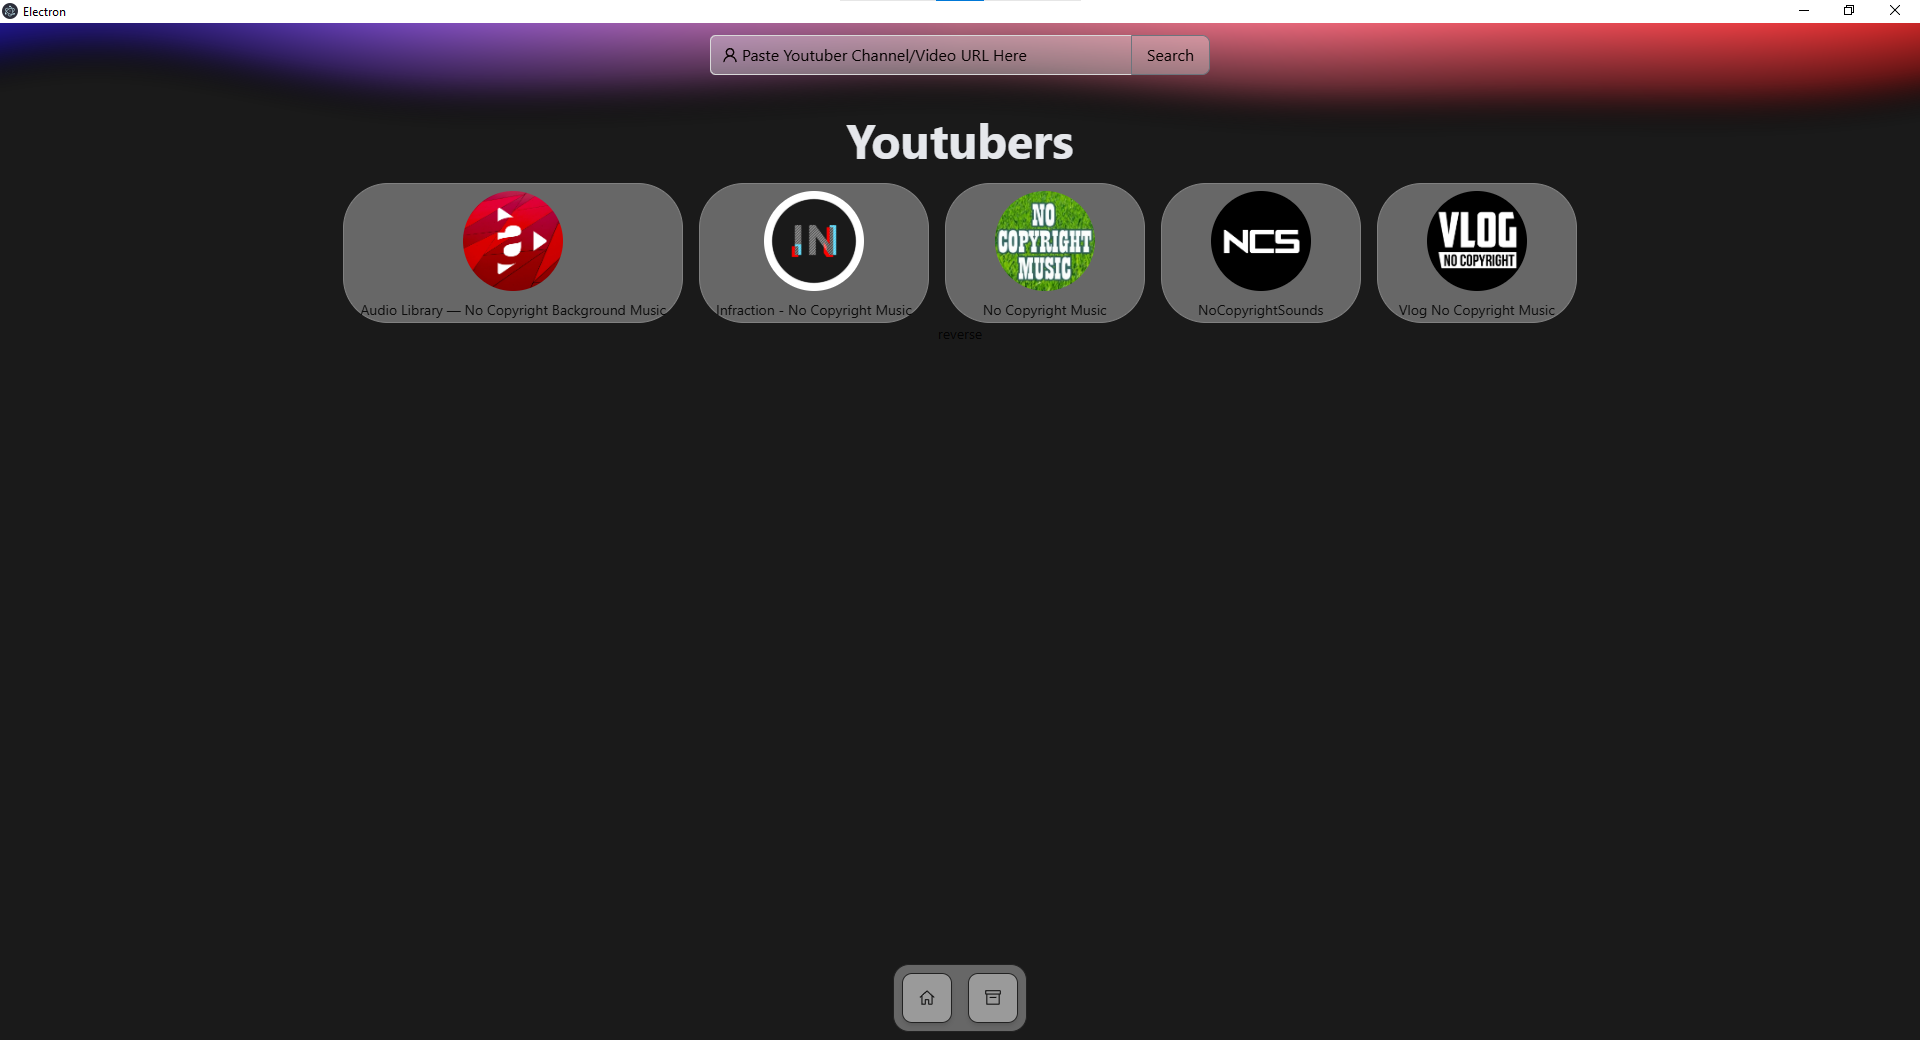 Electron
Paste Youtuber Channel/Video URL Here
Search
Youtubers
a
IN
NO
COPYRIGHT
MUSIC
NCS
VLOG
NO COPYRIGHT
Audio Library — No Copyright Background Music
Infraction - No Copyright Music
No Copyright Music
NoCopyrightSounds
Vlog No Copyright Music
reverse